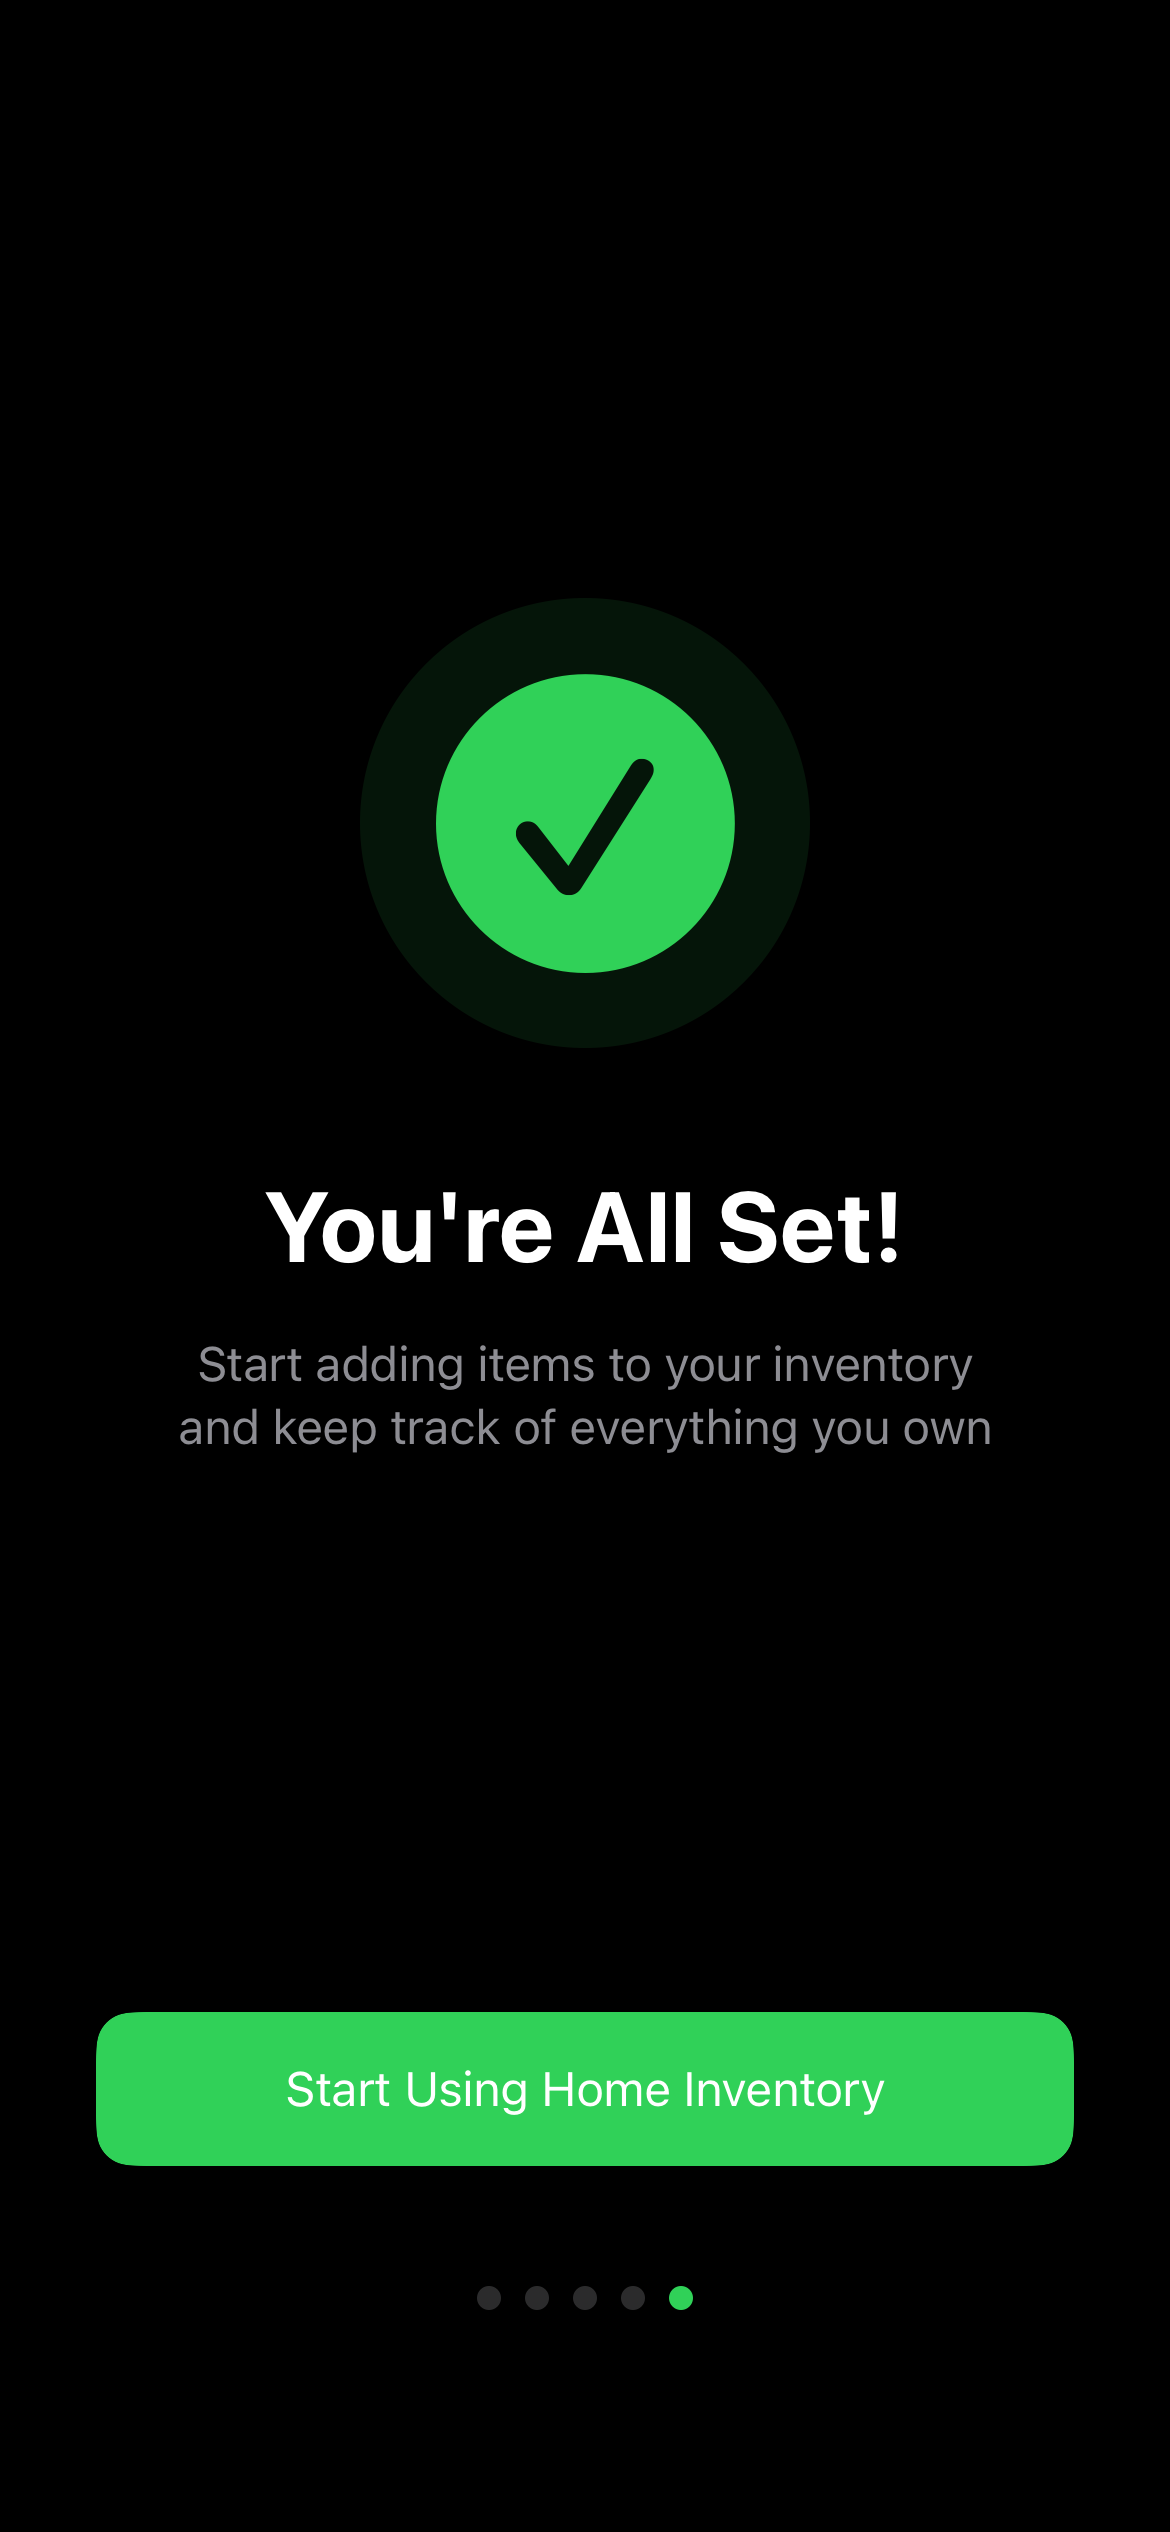 You're All Set!
Start adding items to your inventory
and keep track of everything you own
Start Using Home Inventory